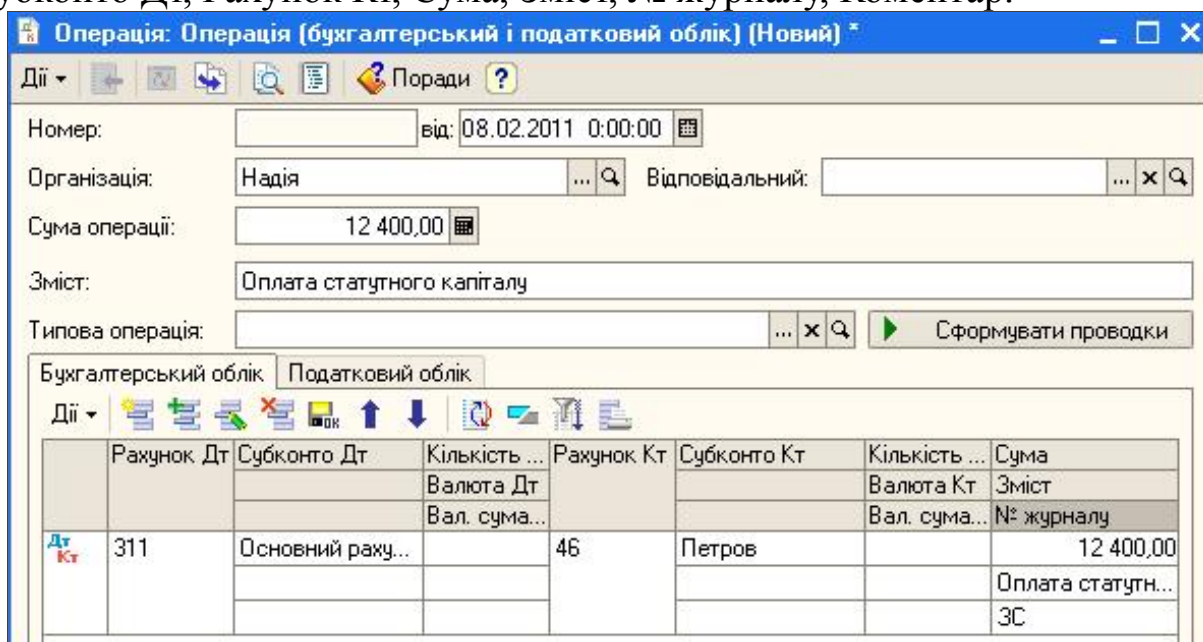 Субконто Дт, Рахунок Кт, Сума, Зміст, № журналу, Коментар.
Операція: Операція (бухгалтерський і податковий облік) (Новий) *
Дії Поради ?
Номер: від: 08.02.2011 0:00:00
Організація: Надія ... Відповідальний: ... x
Сума операції: 12 400,00
Зміст: Оплата статутного капіталу
Типова операція: ... x Сформувати проводки
Бухгалтерський облік Податковий облік
Дії
Рахунок Дт Субконто Дт Кількість ... Рахунок Кт Субконто Кт Кількість ... Сума
Валюта Дт Валюта Кт Зміст
Вал. сума... Вал. сума... № журналу
Дт Кт 311 Основний раху... 46 Петров 12 400,00
Оплата статутн...
ЗС